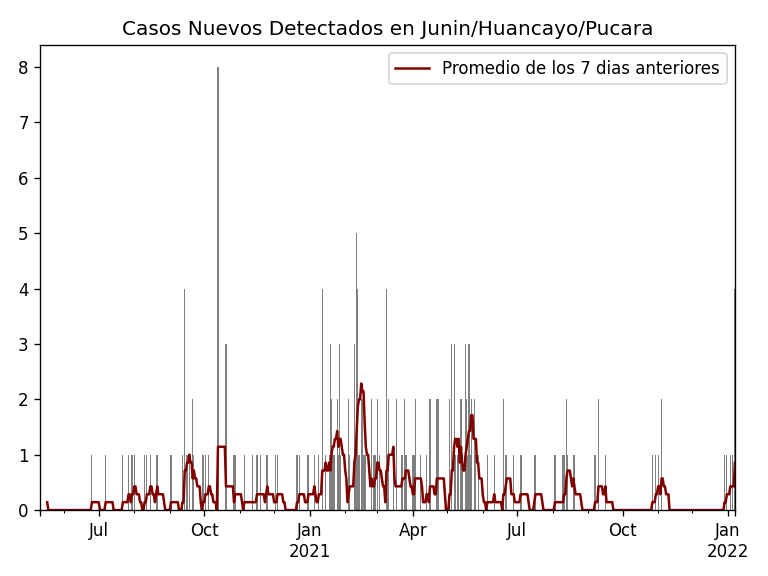 Casos Nuevos Detectados en Junin/Huancayo/Pucara
Promedio de los 7 dias anteriores
8
7
6
5
4
3
2
1
0
Jul
Oct
Jan
2021
Apr
Jul
Oct
Jan
2022